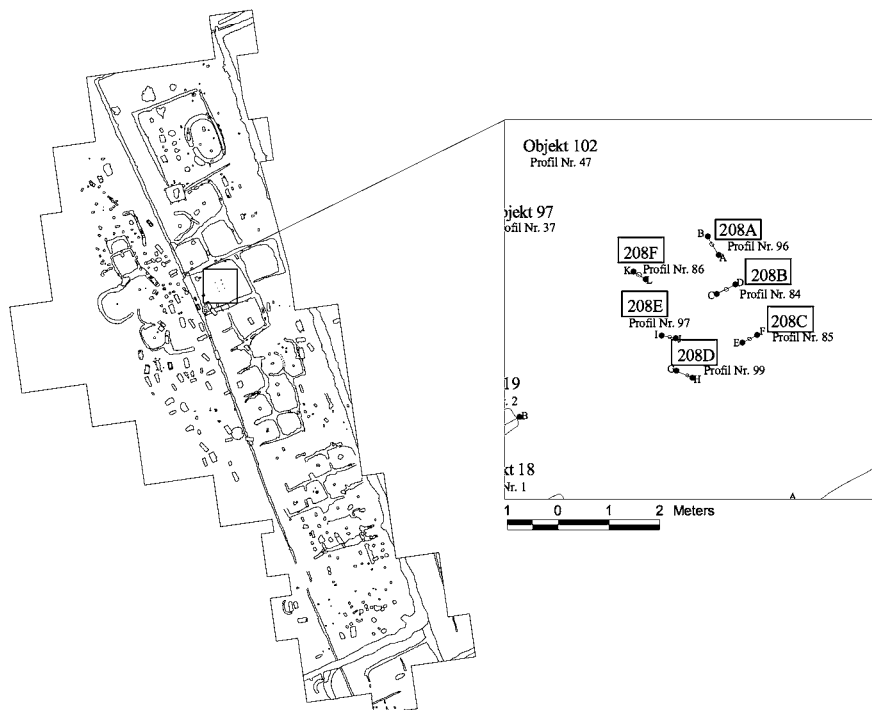 Objekt 102
Profil Nr. 47
bjekt 97
ofil Nr. 37
B
208A
Profil Nr. 96
A
208F
K
Profil Nr. 86
L
208B
D
C
Profil Nr. 84
208E
Profil Nr. 97
I
J
208C
F
Profil Nr. 85
E
208D
G
Profil Nr. 99
H
19
. 2
B
kt 18
Nr. 1
A
1 0 1 2 Meters